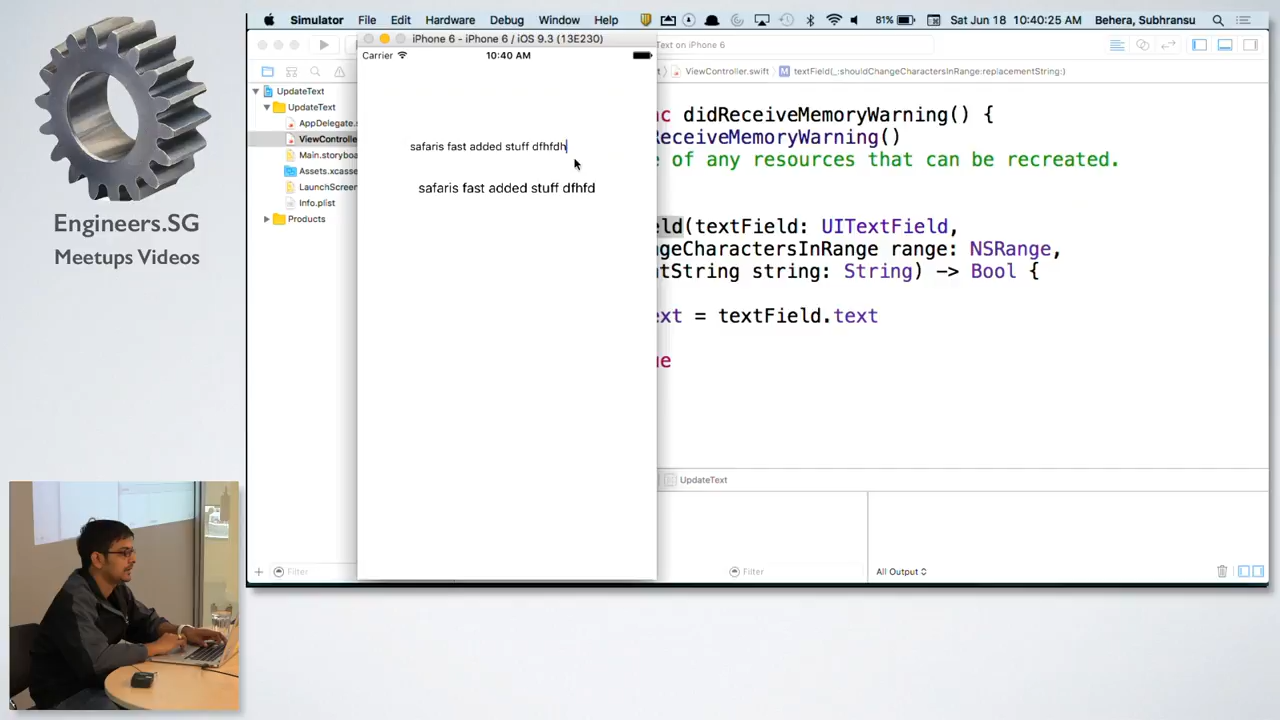 Simulator File Edit Hardware Debug Window Help 81% Sat Jun 18 10:40:25 Behera, Subhransu
iPhone 6 - iPhone 6 / iOS 9.3 (13E230)
Text on iPhone 6
Carrier 10:40 AM
ViewController.swift textField(_:shouldChangeCharactersInRange:replacementString:)
UpdateText
UpdateText
AppDelegate.s
ViewControlle
Main.storyboa
Assets.xcasse
LaunchScreen
Info.plist
Products
safaris fast added stuff dfhfdh
safaris fast added stuff dfhfd
nc didReceiveMemoryWarning() {
ReceiveMemoryWarning()
e of any resources that can be recreated.
eld(textField: UITextField,
ngeCharactersInRange range: NSRange,
ntString string: String) -> Bool {
ext = textField.text
ue
UpdateText
Filter
Filter
All Output
Engineers.SG
Meetups Videos